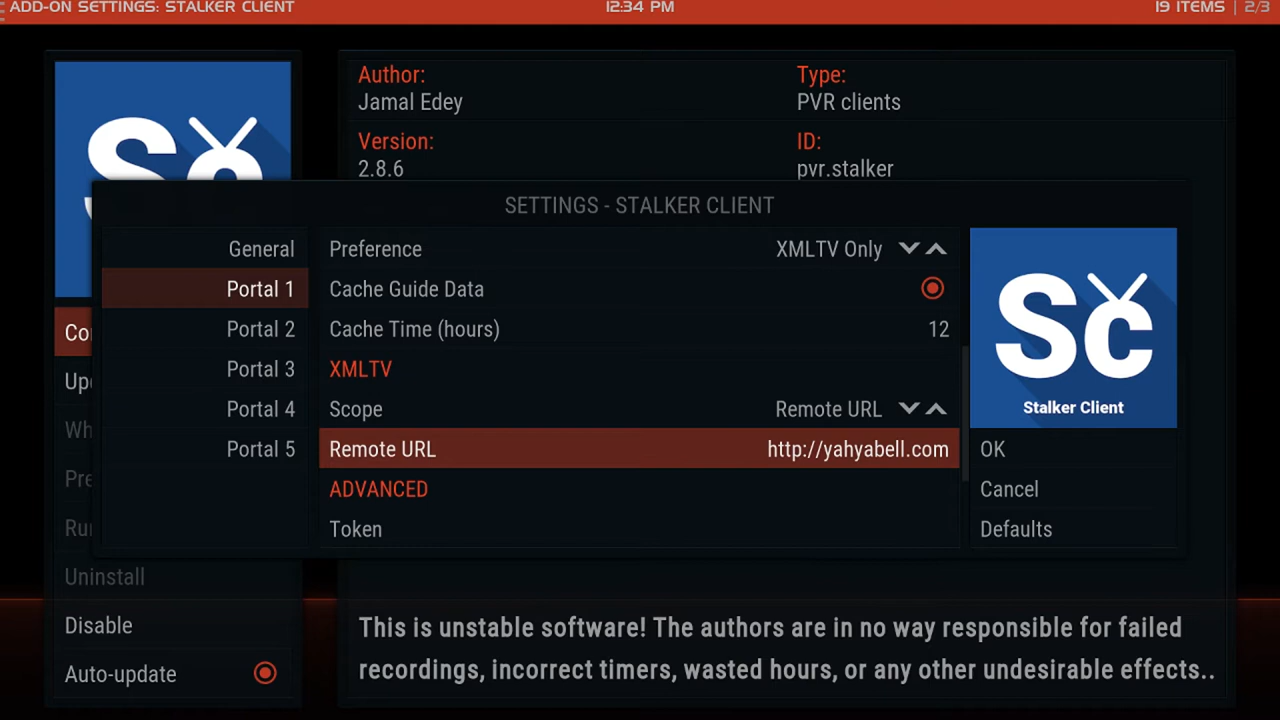 ADD-ON SETTINGS: STALKER CLIENT
12:34 PM
19 ITEMS | 2/3
Author:
Jamal Edey
Type:
PVR clients
Version:
2.8.6
ID:
pvr.stalker
SETTINGS - STALKER CLIENT
General
Portal 1
Portal 2
Portal 3
Portal 4
Portal 5
Preference XMLTV Only
Cache Guide Data
Cache Time (hours) 12
XMLTV
Scope Remote URL
Remote URL http://yahyabell.com
ADVANCED
Token
Sc
Stalker Client
OK
Cancel
Defaults
Uninstall
Disable
Auto-update
This is unstable software! The authors are in no way responsible for failed
recordings, incorrect timers, wasted hours, or any other undesirable effects..